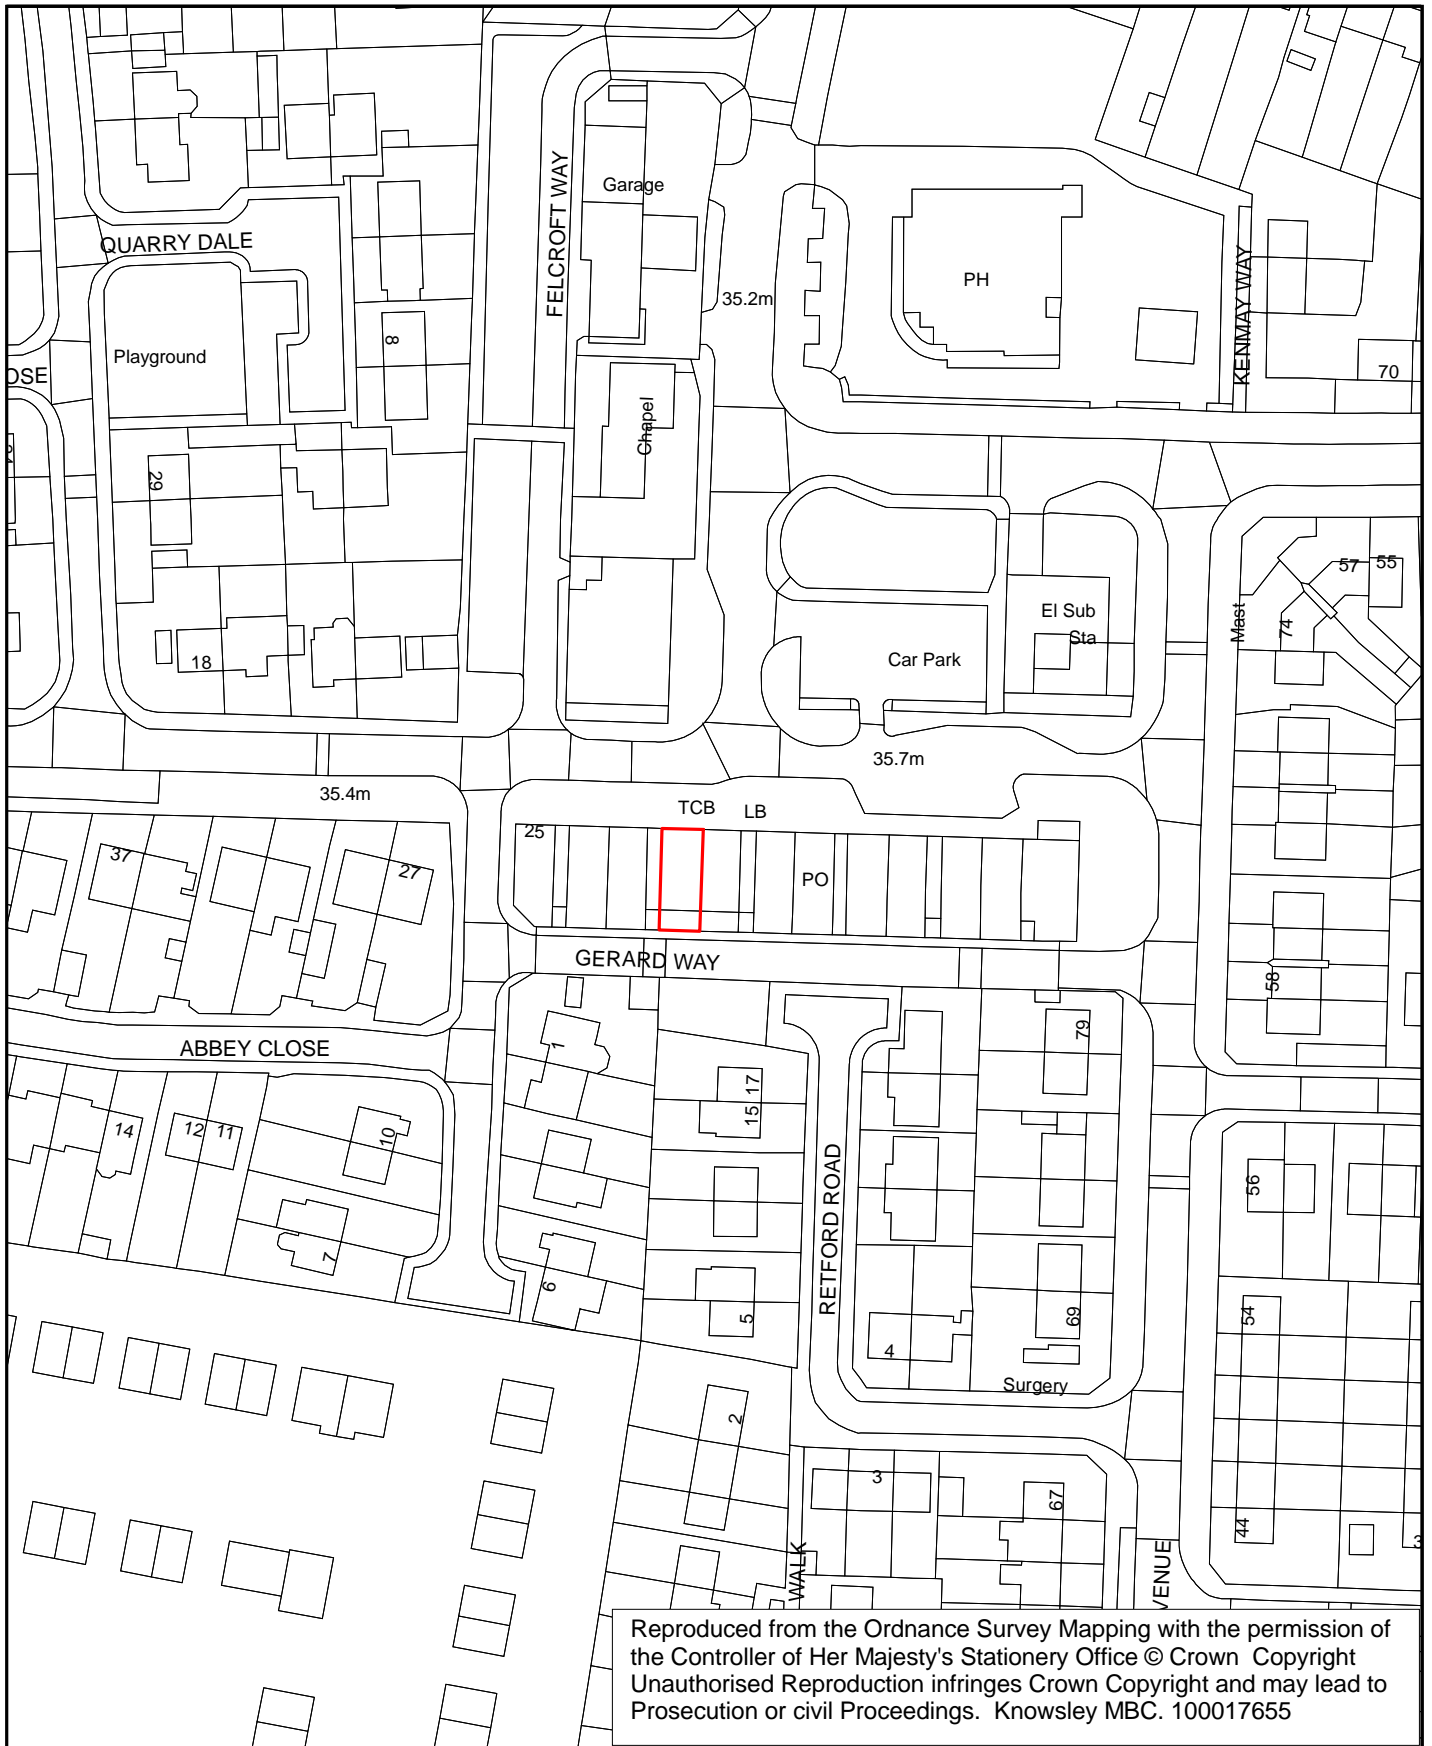 FELCROFT WAY
Garage
QUARRY DALE
PH
KENMAY WAY
35.2m
Playground
8
OSE
70
Chapel
29
57
55
El Sub
Sta
Mast
74
18
Car Park
35.7m
35.4m
TCB
LB
25
37
27
PO
GERARD WAY
58
ABBEY CLOSE
1
79
17
15
14
12
11
10
RETFORD ROAD
56
7
6
5
54
69
4
Surgery
2
3
67
44
3
WALK
VENUE
Reproduced from the Ordnance Survey Mapping with the permission of
the Controller of Her Majesty's Stationery Office © Crown Copyright
Unauthorised Reproduction infringes Crown Copyright and may lead to
Prosecution or civil Proceedings. Knowsley MBC. 100017655